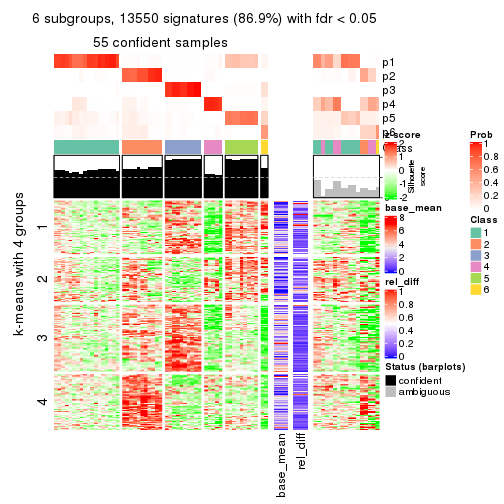 6 subgroups, 13550 signatures (86.9%) with fdr < 0.05
55 confident samples
p1
p2
p3
p4
p5
p6
Class
k-means with 4 groups
1
2
3
4
base_mean
rel_diff
Silhouette
score
z-score
2
-2
base_mean
8
6
4
2
0
rel_diff
1
0.8
0.6
0.4
0.2
0
Status (barplots)
confident
ambiguous
Prob
1
0.8
0.6
0.4
0.2
0
Class
1
2
3
4
5
6